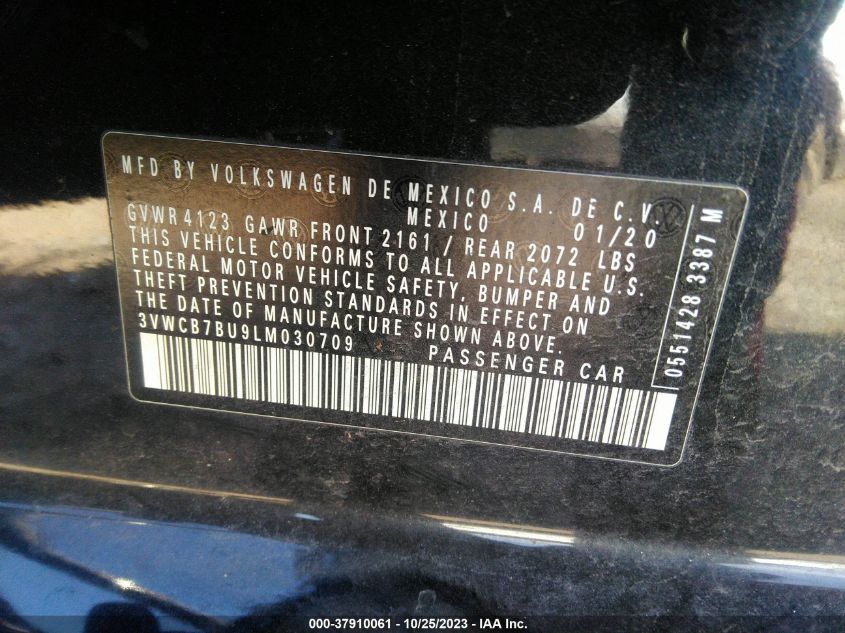 MFD BY VOLKSWAGEN DE MEXICO S.A. DE C.V.
MEXICO 01/20
GVWR 4123 GAWR FRONT 2161 / REAR 2072 LBS
THIS VEHICLE CONFORMS TO ALL APPLICABLE U.S.
FEDERAL MOTOR VEHICLE SAFETY, BUMPER AND
THEFT PREVENTION STANDARDS IN EFFECT ON
THE DATE OF MANUFACTURE SHOWN ABOVE.
3VWCB7BU9LM030709 PASSENGER CAR
0551428 3387 M
000-37910061 - 10/25/2023 - IAA Inc.